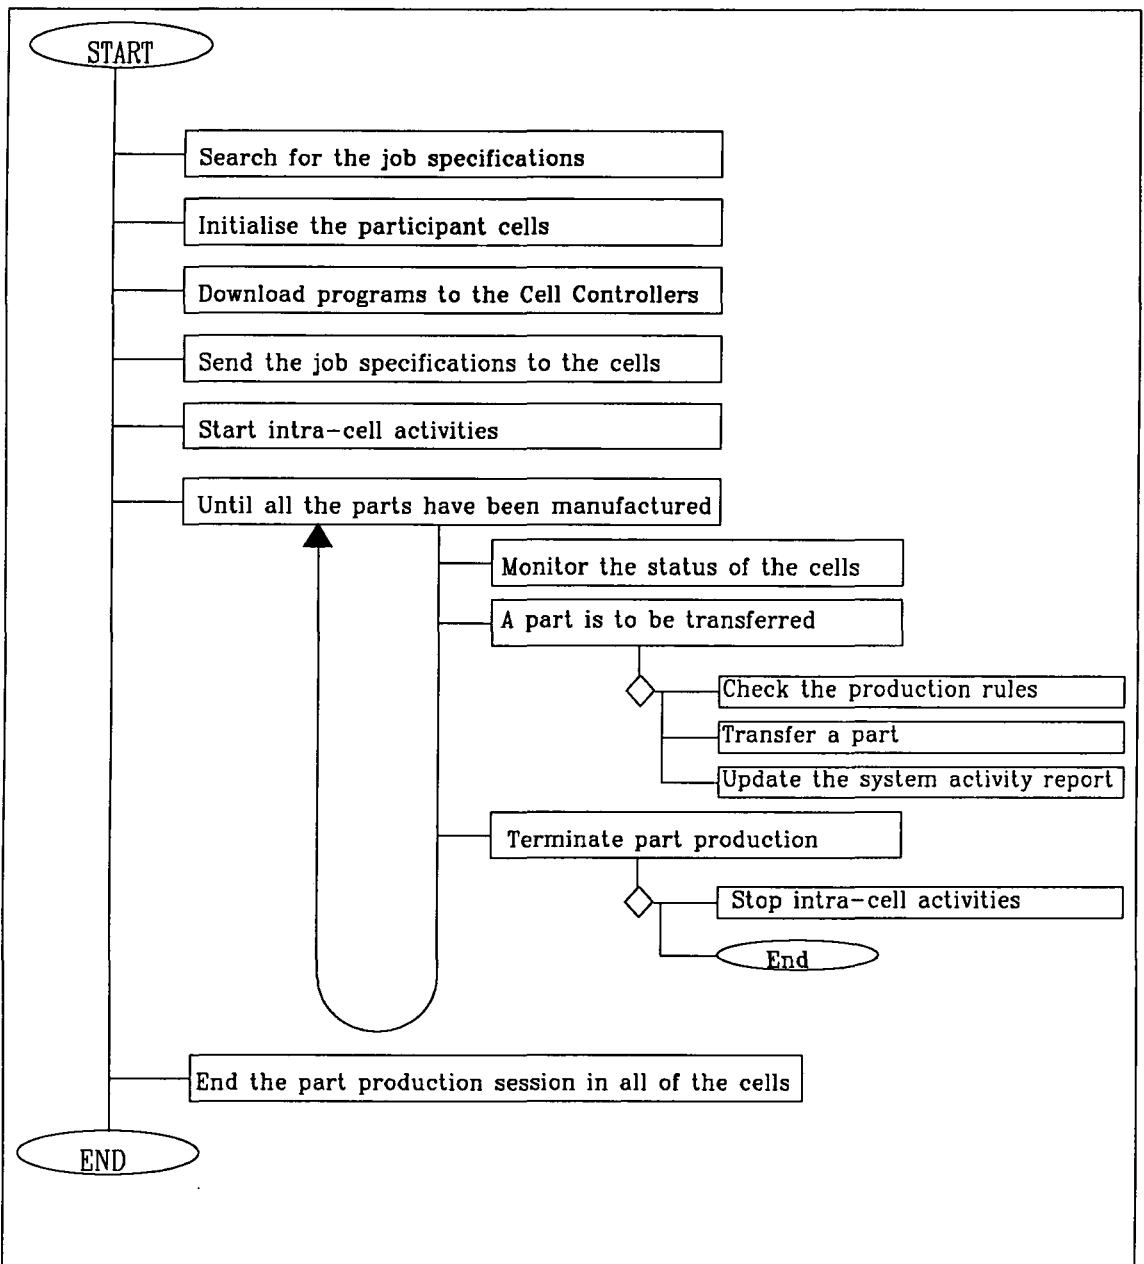 START
Search for the job specifications
Initialise the participant cells
Download programs to the Cell Controllers
Send the job specifications to the cells
Start intra-cell activities
Until all the parts have been manufactured
Monitor the status of the cells
A part is to be transferred
Check the production rules
Transfer a part
Update the system activity report
Terminate part production
Stop intra-cell activities
End
End the part production session in all of the cells
END